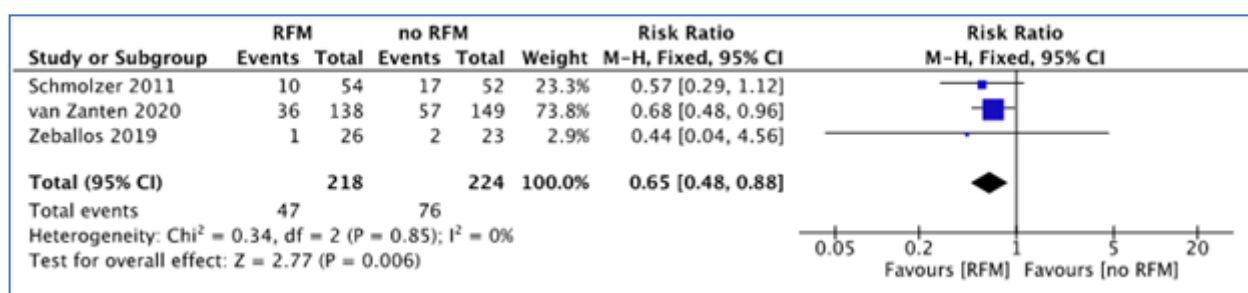 RFM no RFM Risk Ratio Risk Ratio
Study or Subgroup Events Total Events Total Weight M-H, Fixed, 95% CI M-H, Fixed, 95% CI
Schmolzer 2011 10 54 17 52 23.3% 0.57 [0.29, 1.12]
van Zanten 2020 36 138 57 149 73.8% 0.68 [0.48, 0.96]
Zeballos 2019 1 26 2 23 2.9% 0.44 [0.04, 4.56]
Total (95% CI) 218 224 100.0% 0.65 [0.48, 0.88]
Total events 47 76
Heterogeneity: Chi² = 0.34, df = 2 (P = 0.85); I² = 0%
Test for overall effect: Z = 2.77 (P = 0.006)
0.05 0.2 1 5 20
Favours [RFM] Favours [no RFM]